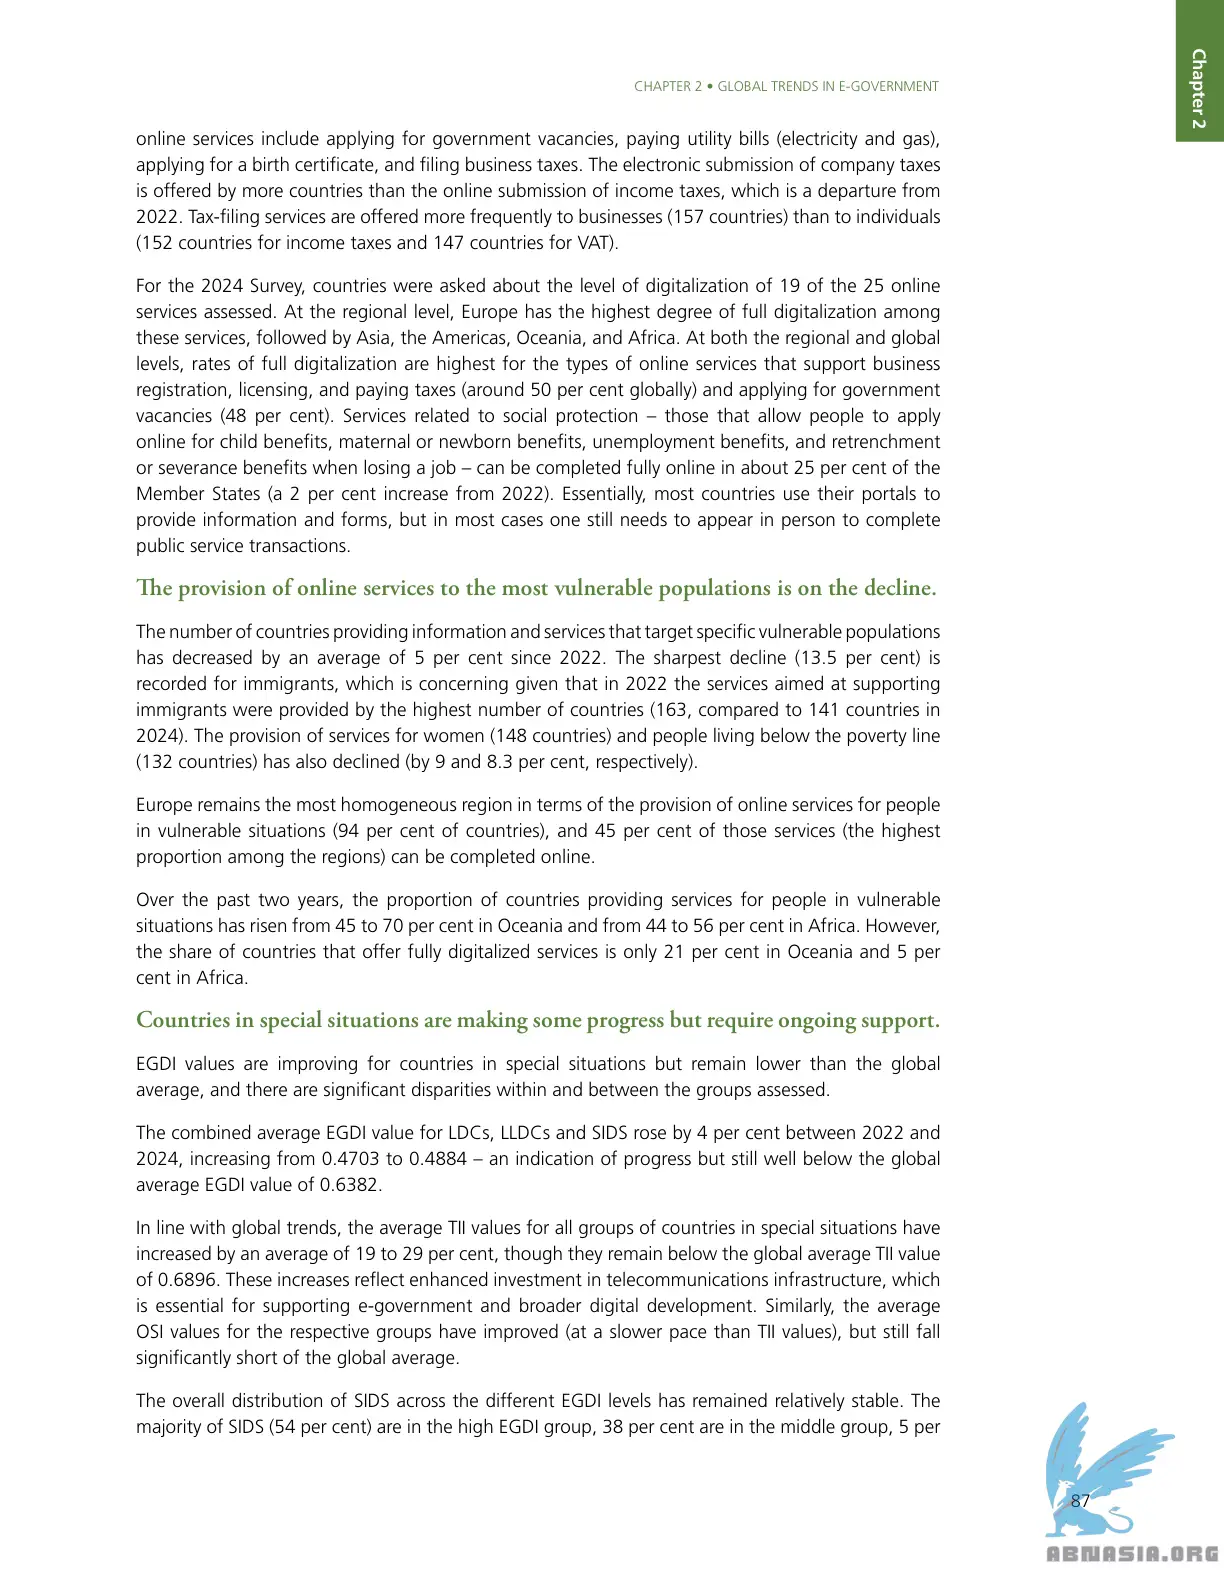 Chapter 2
CHAPTER 2 • GLOBAL TRENDS IN E-GOVERNMENT
online services include applying for government vacancies, paying utility bills (electricity and gas),
applying for a birth certificate, and filing business taxes. The electronic submission of company taxes
is offered by more countries than the online submission of income taxes, which is a departure from
2022. Tax-filing services are offered more frequently to businesses (157 countries) than to individuals
(152 countries for income taxes and 147 countries for VAT).
For the 2024 Survey, countries were asked about the level of digitalization of 19 of the 25 online
services assessed. At the regional level, Europe has the highest degree of full digitalization among
these services, followed by Asia, the Americas, Oceania, and Africa. At both the regional and global
levels, rates of full digitalization are highest for the types of online services that support business
registration, licensing, and paying taxes (around 50 per cent globally) and applying for government
vacancies (48 per cent). Services related to social protection – those that allow people to apply
online for child benefits, maternal or newborn benefits, unemployment benefits, and retrenchment
or severance benefits when losing a job – can be completed fully online in about 25 per cent of the
Member States (a 2 per cent increase from 2022). Essentially, most countries use their portals to
provide information and forms, but in most cases one still needs to appear in person to complete
public service transactions.
The provision of online services to the most vulnerable populations is on the decline.
The number of countries providing information and services that target specific vulnerable populations
has decreased by an average of 5 per cent since 2022. The sharpest decline (13.5 per cent) is
recorded for immigrants, which is concerning given that in 2022 the services aimed at supporting
immigrants were provided by the highest number of countries (163, compared to 141 countries in
2024). The provision of services for women (148 countries) and people living below the poverty line
(132 countries) has also declined (by 9 and 8.3 per cent, respectively).
Europe remains the most homogeneous region in terms of the provision of online services for people
in vulnerable situations (94 per cent of countries), and 45 per cent of those services (the highest
proportion among the regions) can be completed online.
Over the past two years, the proportion of countries providing services for people in vulnerable
situations has risen from 45 to 70 per cent in Oceania and from 44 to 56 per cent in Africa. However,
the share of countries that offer fully digitalized services is only 21 per cent in Oceania and 5 per
cent in Africa.
Countries in special situations are making some progress but require ongoing support.
EGDI values are improving for countries in special situations but remain lower than the global
average, and there are significant disparities within and between the groups assessed.
The combined average EGDI value for LDCs, LLDCs and SIDS rose by 4 per cent between 2022 and
2024, increasing from 0.4703 to 0.4884 – an indication of progress but still well below the global
average EGDI value of 0.6382.
In line with global trends, the average TII values for all groups of countries in special situations have
increased by an average of 19 to 29 per cent, though they remain below the global average TII value
of 0.6896. These increases reflect enhanced investment in telecommunications infrastructure, which
is essential for supporting e-government and broader digital development. Similarly, the average
OSI values for the respective groups have improved (at a slower pace than TII values), but still fall
significantly short of the global average.
The overall distribution of SIDS across the different EGDI levels has remained relatively stable. The
majority of SIDS (54 per cent) are in the high EGDI group, 38 per cent are in the middle group, 5 per
87
ABNASIA.ORG